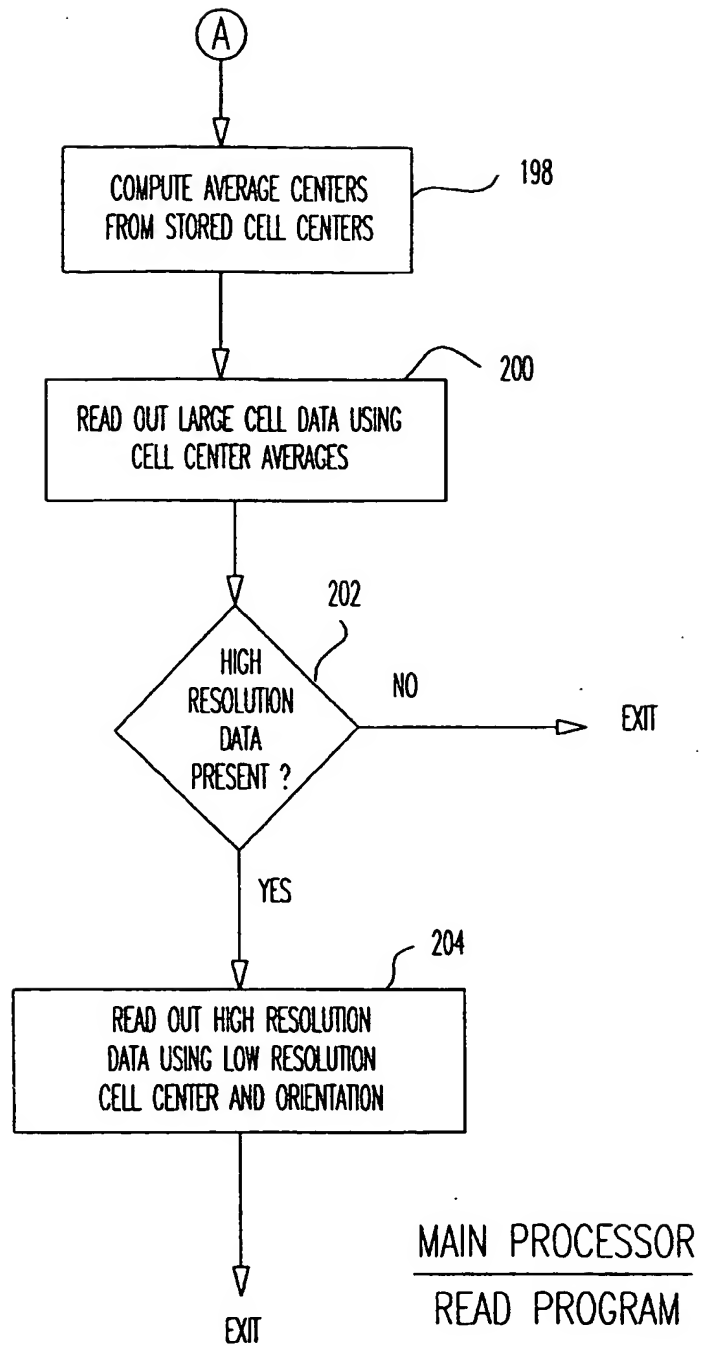 A
COMPUTE AVERAGE CENTERS
FROM STORED CELL CENTERS
198
READ OUT LARGE CELL DATA USING
CELL CENTER AVERAGES
200
HIGH
RESOLUTION
DATA
PRESENT ?
202
NO
EXIT
YES
READ OUT HIGH RESOLUTION
DATA USING LOW RESOLUTION
CELL CENTER AND ORIENTATION
204
EXIT
MAIN PROCESSOR
READ PROGRAM